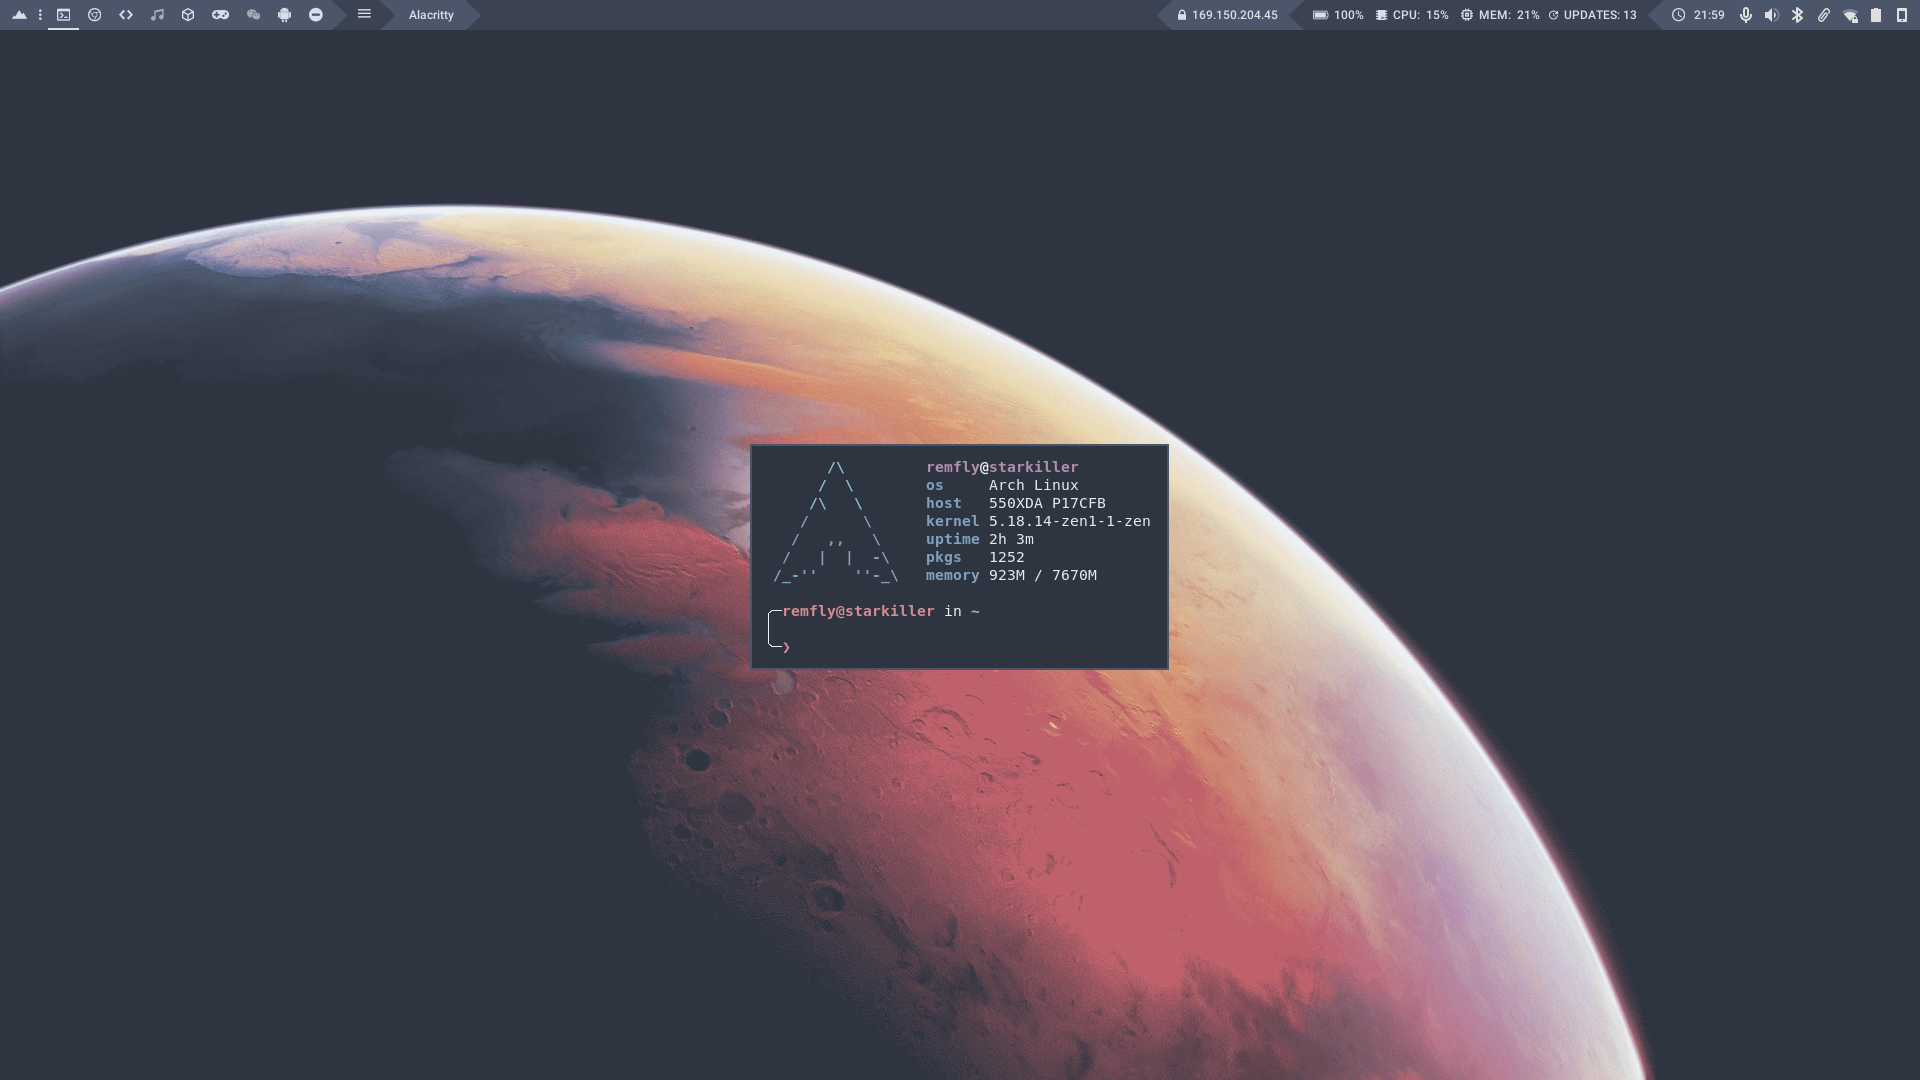 Alacritty
169.150.204.45
100% CPU: 15% MEM: 21% UPDATES: 13
21:59
remfly@starkiller
os Arch Linux
host 550XDA P17CFB
kernel 5.18.14-zen1-1-zen
uptime 2h 3m
pkgs 1252
memory 923M / 7670M
remfly@starkiller in ~
❯